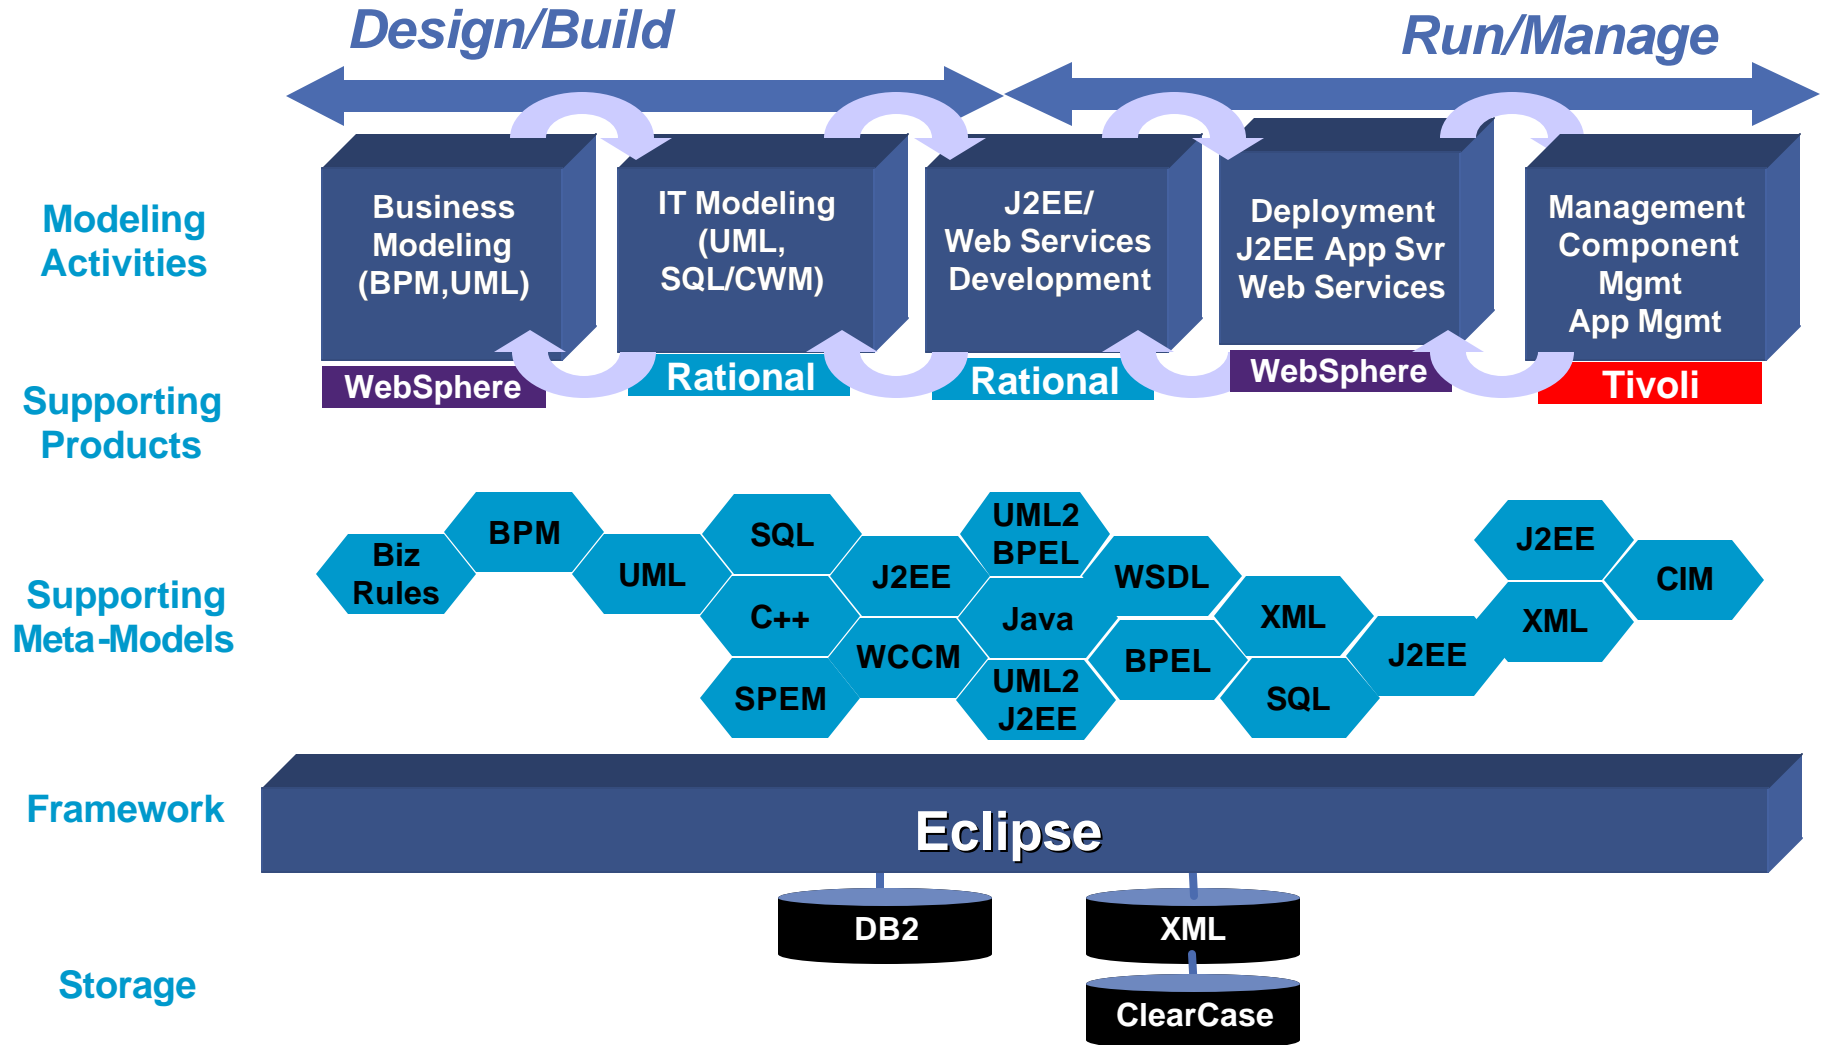 Design/Build
Run/Manage
Modeling
Activities
Business
Modeling
(BPM,UML)
IT Modeling
(UML,
SQL/CWM)
J2EE/
Web Services
Development
Deployment
J2EE App Svr
Web Services
Management
Component
Mgmt
App Mgmt
Supporting
Products
WebSphere
Rational
Rational
WebSphere
Tivoli
Supporting
Meta-Models
Biz
Rules
BPM
UML
SQL
C++
SPEM
J2EE
WCCM
UML2
BPEL
Java
UML2
J2EE
WSDL
BPEL
XML
SQL
J2EE
J2EE
XML
CIM
Framework
Eclipse
Storage
DB2
XML
ClearCase